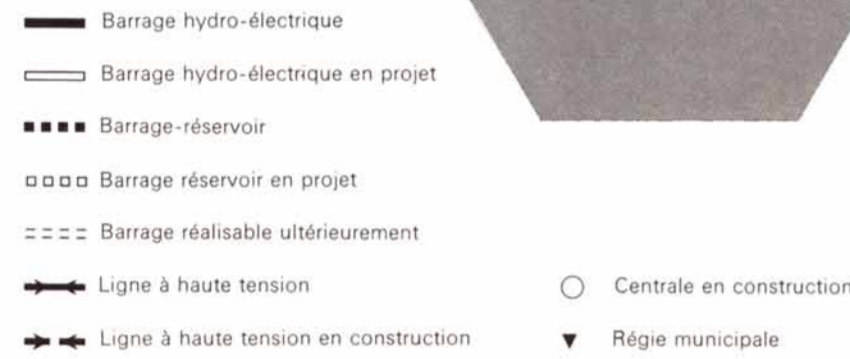 Barrage hydro-électrique
Barrage hydro-électrique en projet
Barrage-réservoir
Barrage réservoir en projet
Barrage réalisable ultérieurement
Ligne à haute tension
Ligne à haute tension en construction
Centrale en construction
Régie municipale